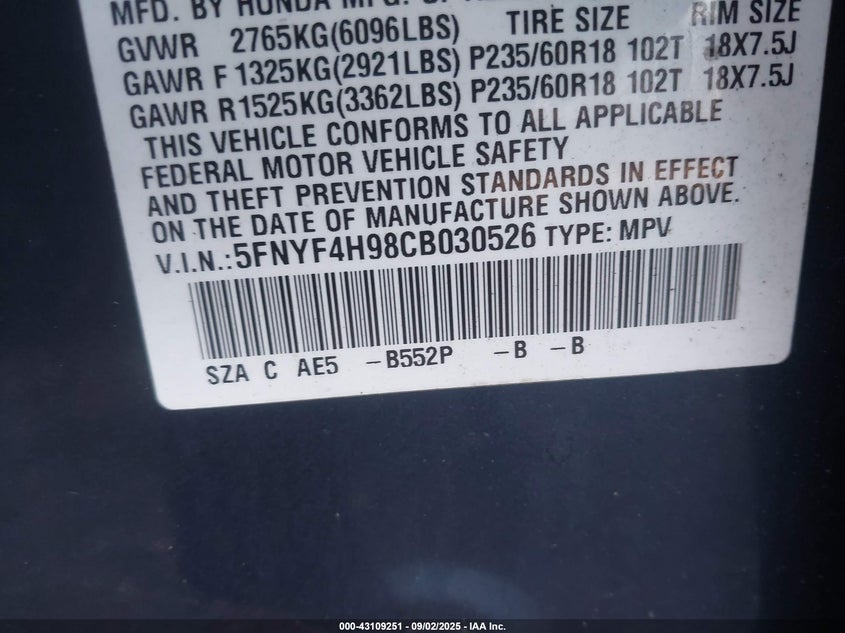 MFD. BY HONDA MFG.
GVWR 2765KG(6096LBS) TIRE SIZE RIM SIZE
GAWR F 1325KG(2921LBS) P235/60R18 102T 18X7.5J
GAWR R1525KG(3362LBS) P235/60R18 102T 18X7.5J
THIS VEHICLE CONFORMS TO ALL APPLICABLE
FEDERAL MOTOR VEHICLE SAFETY
AND THEFT PREVENTION STANDARDS IN EFFECT
ON THE DATE OF MANUFACTURE SHOWN ABOVE.
V.I.N.:5FNYF4H98CB030526 TYPE: MPV
SZA C AE5 -B552P -B -B
000-43109251 - 09/02/2025 - IAA Inc.